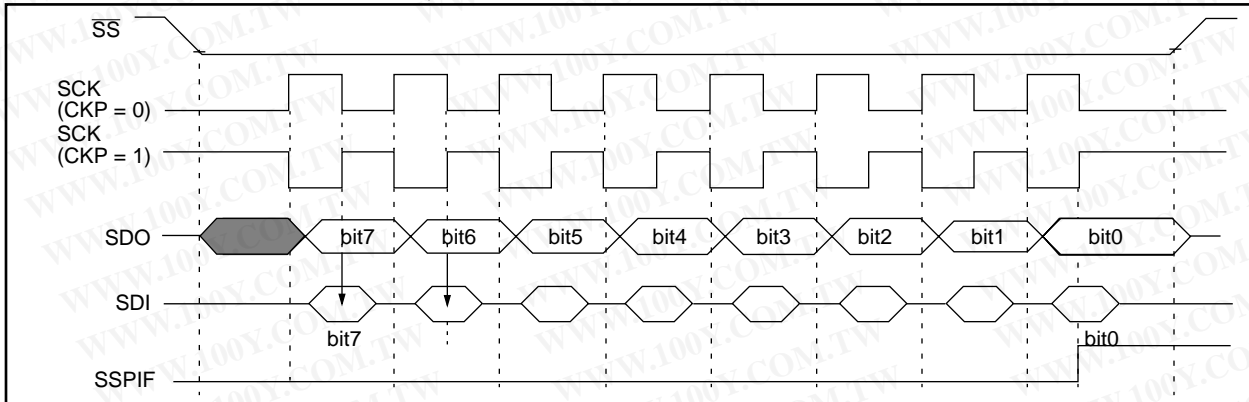 SS
SCK
(CKP = 0)
SCK
(CKP = 1)
SDO
bit7 bit6 bit5 bit4 bit3 bit2 bit1 bit0
SDI
bit7 bit0
SSPIF
WWW.100Y.COM.TW